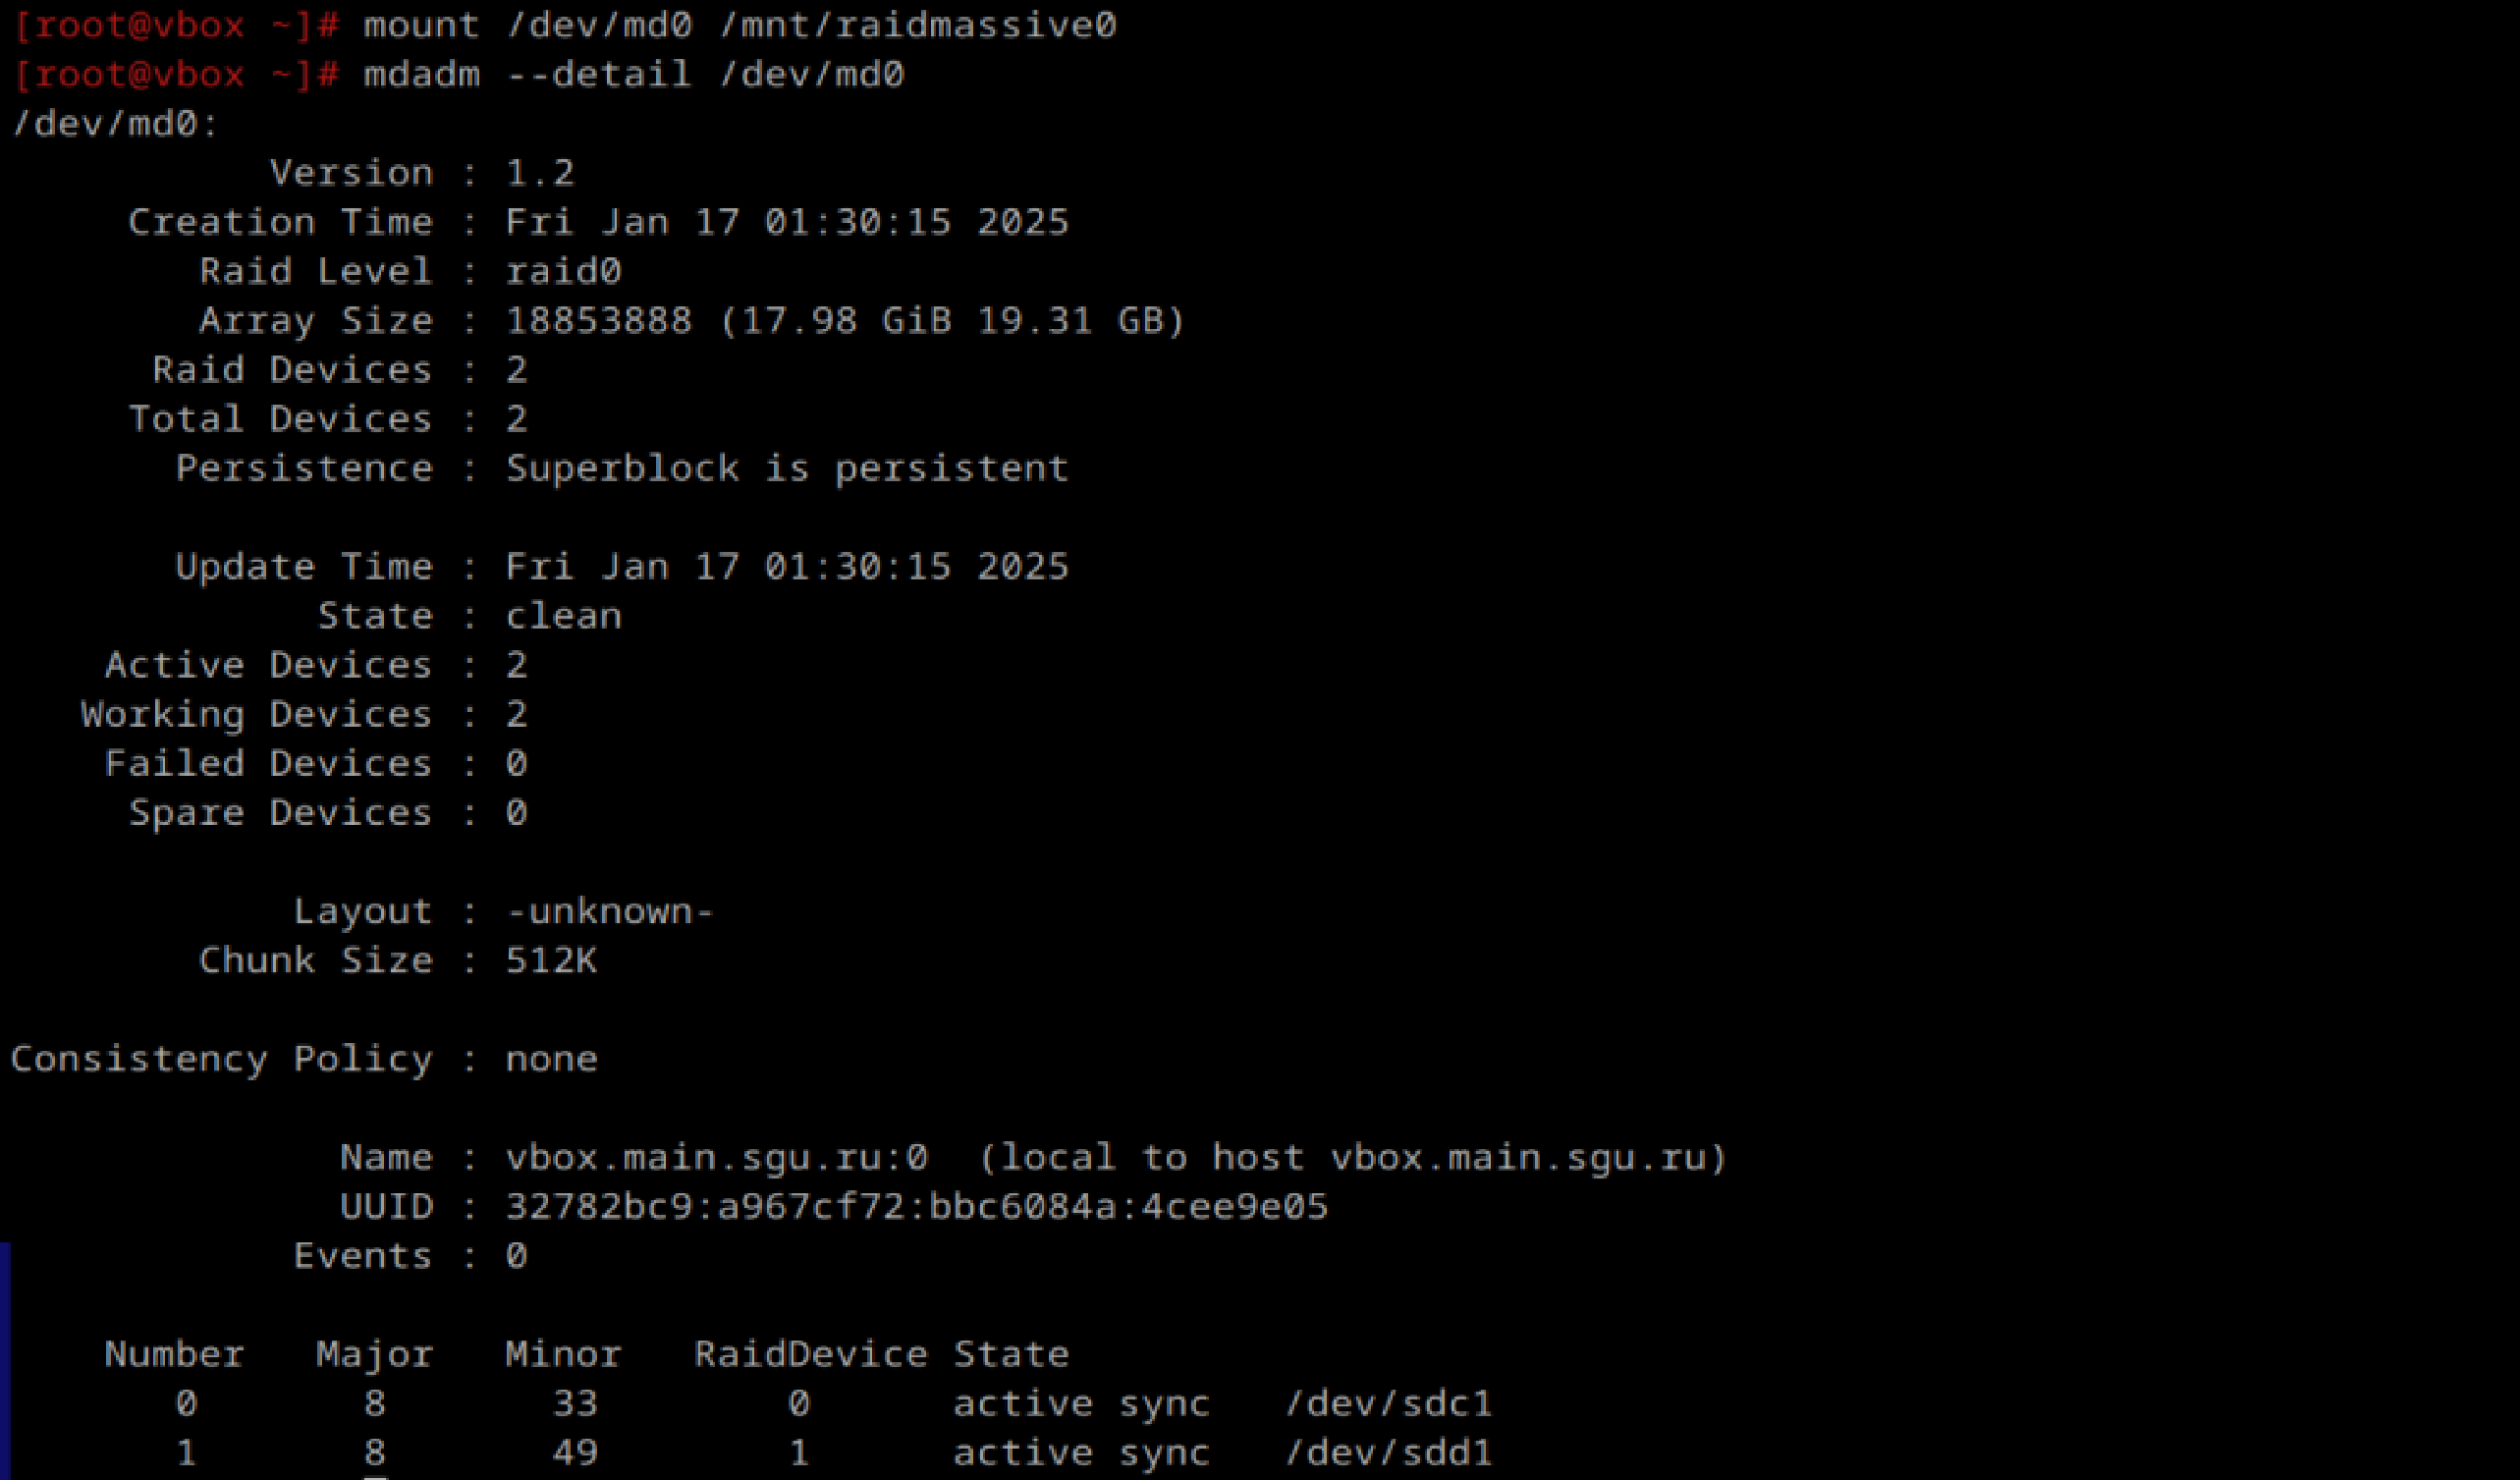 [root@vbox ~]# mount /dev/md0 /mnt/raidmassive0
[root@vbox ~]# mdadm --detail /dev/md0
/dev/md0:
Version : 1.2
Creation Time : Fri Jan 17 01:30:15 2025
Raid Level : raid0
Array Size : 18853888 (17.98 GiB 19.31 GB)
Raid Devices : 2
Total Devices : 2
Persistence : Superblock is persistent
Update Time : Fri Jan 17 01:30:15 2025
State : clean
Active Devices : 2
Working Devices : 2
Failed Devices : 0
Spare Devices : 0
Layout : -unknown-
Chunk Size : 512K
Consistency Policy : none
Name : vbox.main.sgu.ru:0  (local to host vbox.main.sgu.ru)
UUID : 32782bc9:a967cf72:bbc6084a:4cee9e05
Events : 0
Number   Major   Minor   RaidDevice State
0       8       33        0      active sync   /dev/sdc1
1       8       49        1      active sync   /dev/sdd1